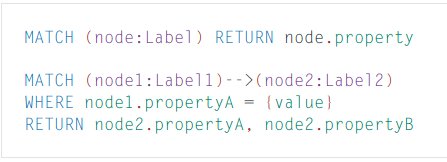 MATCH (node:Label) RETURN node.property
MATCH (node1:Label1)-->(node2:Label2)
WHERE node1.propertyA = {value}
RETURN node2.propertyA, node2.propertyB